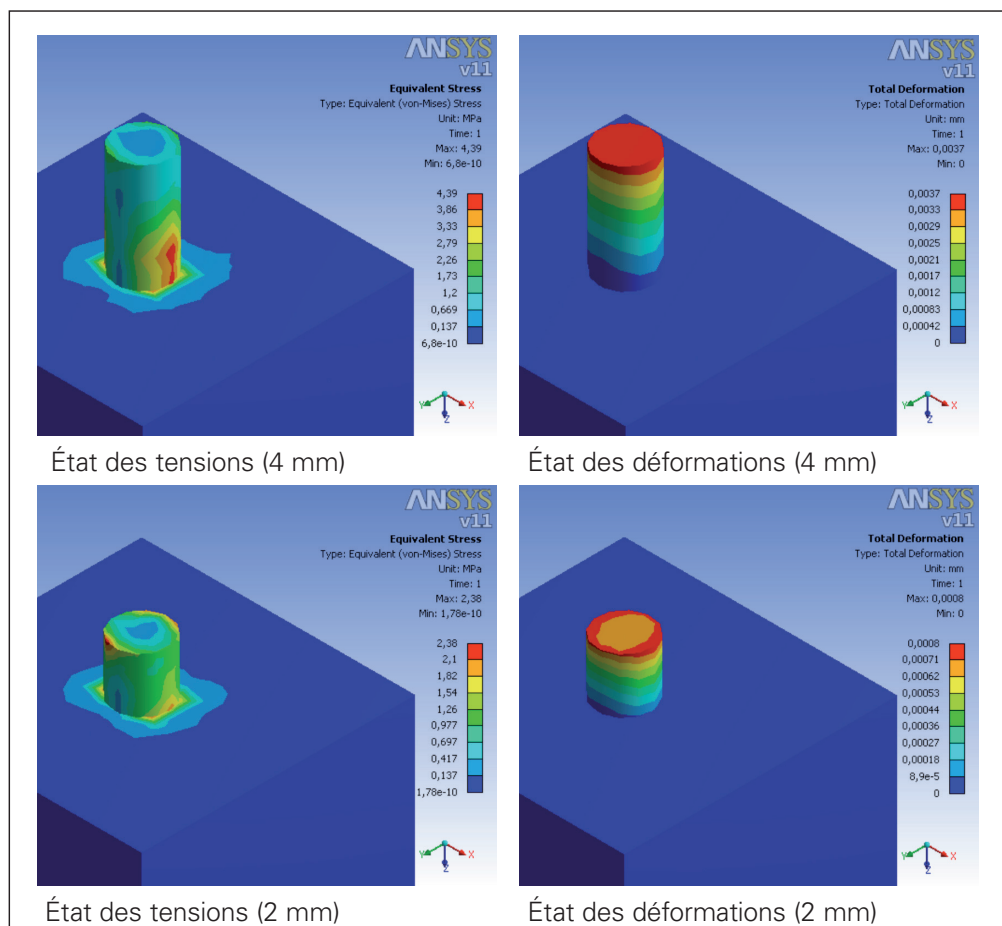 ANSYS
v11
Equivalent Stress
Type: Equivalent (von-Mises) Stress
Unit: MPa
Time: 1
Max: 4,39
Min: 6,8e-10
4,39
3,86
3,33
2,79
2,26
1,73
1,2
0,669
0,137
6,8e-10
Y
X
Z
État des tensions (4 mm)
ANSYS
v11
Total Deformation
Type: Total Deformation
Unit: mm
Time: 1
Max: 0,0037
Min: 0
0,0037
0,0033
0,0029
0,0025
0,0021
0,0017
0,0012
0,00083
0,00042
0
Y
X
Z
État des déformations (4 mm)
ANSYS
v11
Equivalent Stress
Type: Equivalent (von-Mises) Stress
Unit: MPa
Time: 1
Max: 2,38
Min: 1,78e-10
2,38
2,1
1,82
1,54
1,26
0,977
0,697
0,417
0,137
1,78e-10
Y
X
Z
État des tensions (2 mm)
ANSYS
v11
Total Deformation
Type: Total Deformation
Unit: mm
Time: 1
Max: 0,0008
Min: 0
0,0008
0,00071
0,00062
0,00053
0,00044
0,00036
0,00027
0,00018
8,9e-5
0
Y
X
Z
État des déformations (2 mm)